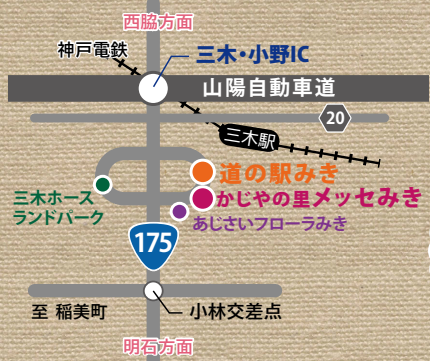 西脇方面
神戸電鉄
三木・小野IC
山陽自動車道
20
三木駅
道の駅みき
かじやの里メッセみき
三木ホース
ランドパーク
あじさいフローラみき
175
至 稲美町
小林交差点
明石方面